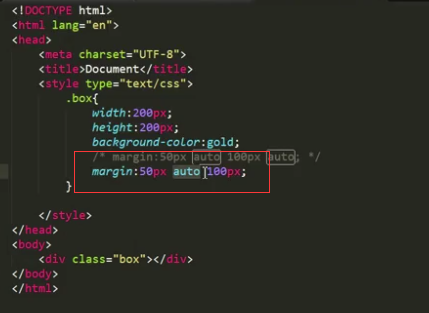 <!DOCTYPE html>
<html lang="en">
<head>
    <meta charset="UTF-8">
    <title>Document</title>
    <style type="text/css">
        .box{
            width:200px;
            height:200px;
            background-color:gold;
            /* margin:50px auto 100px auto; */
            margin:50px auto 100px;
        }

    </style>
</head>
<body>
    <div class="box"></div>
</body>
</html>